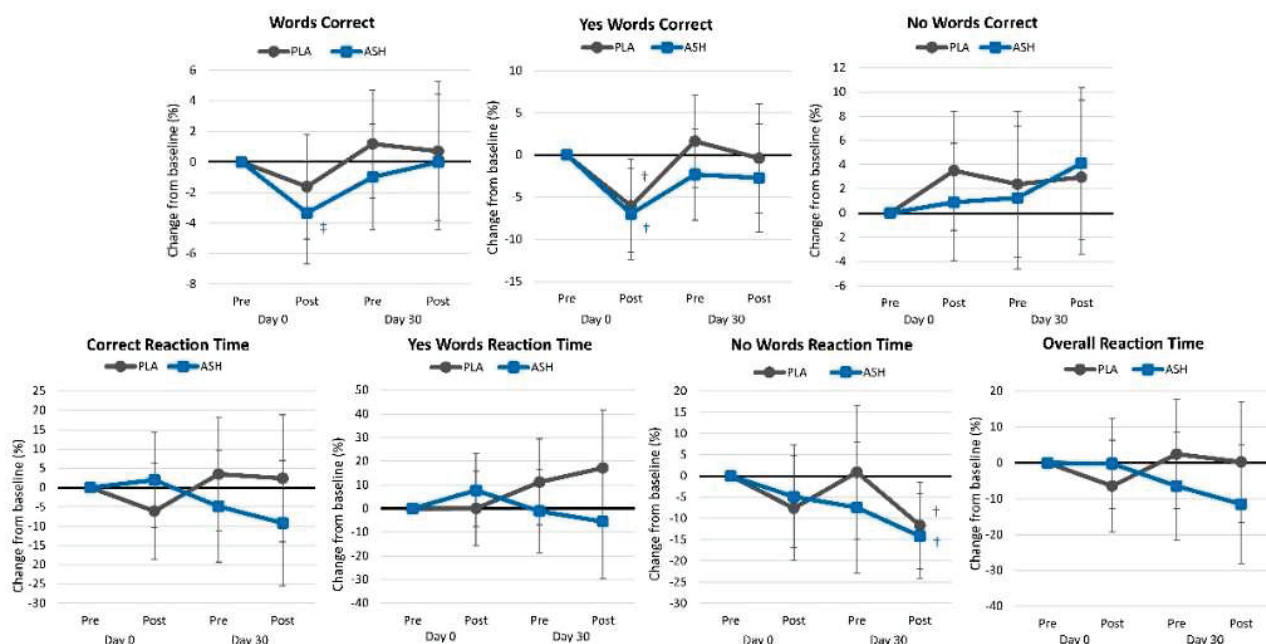 Words Correct
PLA ASH
Change from baseline (%)
6
4
2
0
-2
-4
-6
-8
‡
Pre Post Pre Post
Day 0 Day 30
Yes Words Correct
PLA ASH
Change from baseline (%)
10
5
0
-5
-10
-15
†
†
Pre Post Pre Post
Day 0 Day 30
No Words Correct
PLA ASH
Change from baseline (%)
12
10
8
6
4
2
0
-2
-4
-6
Pre Post Pre Post
Day 0 Day 30
Correct Reaction Time
PLA ASH
Change from baseline (%)
25
20
15
10
5
0
-5
-10
-15
-20
-25
-30
Pre Post Pre Post
Day 0 Day 30
Yes Words Reaction Time
PLA ASH
Change from baseline (%)
50
40
30
20
10
0
-10
-20
-30
-40
Pre Post Pre Post
Day 0 Day 30
No Words Reaction Time
PLA ASH
Change from baseline (%)
20
15
10
5
0
-5
-10
-15
-20
-25
-30
†
†
Pre Post Pre Post
Day 0 Day 30
Overall Reaction Time
PLA ASH
Change from baseline (%)
20
10
0
-10
-20
-30
-40
Pre Post Pre Post
Day 0 Day 30